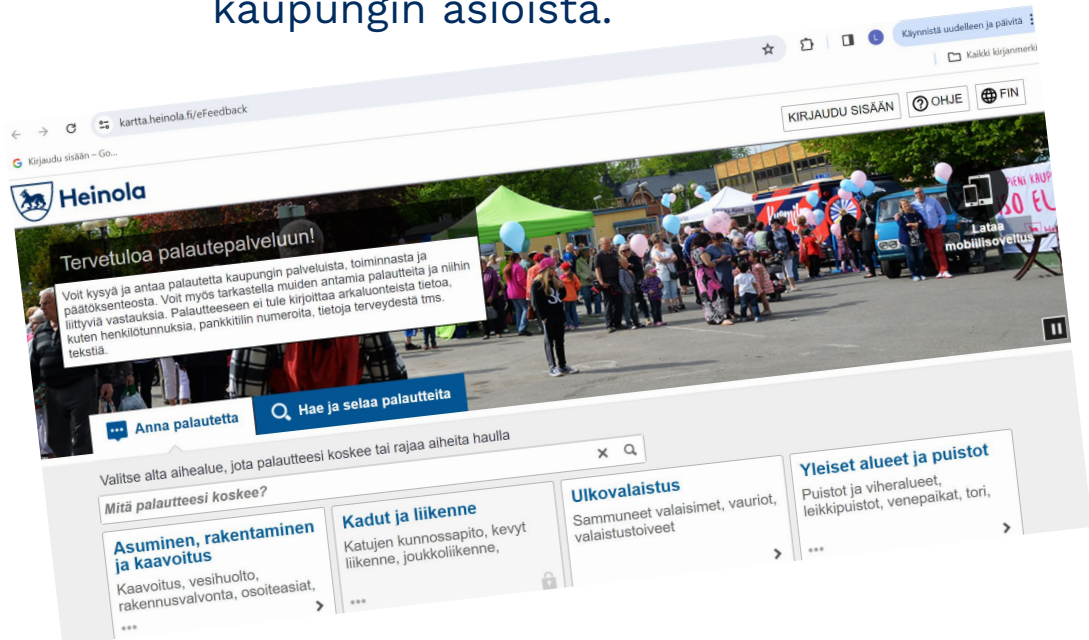 kaupungin asioista.
Käynnistä uudelleen ja päivitä
Kaikki kirjanmerki
kartta.heinola.fi/eFeedback
G Kirjaudu sisään – Go...
L
KIRJAUDU SISÄÄN
OHJE
FIN
Heinola
Tervetuloa palautepalveluun!
Voit kysyä ja antaa palautetta kaupungin palveluista, toiminnasta ja
päätöksenteosta. Voit myös tarkastella muiden antamia palautteita ja niihin
liittyviä vastauksia. Palautteeseen ei tule kirjoittaa arkaluonteista tietoa,
kuten henkilötunnuksia, pankkitilin numeroita, tietoja terveydestä tms.
tekstiä.
PIENI KAUP
Lataa
mobiilisovellus
Anna palautetta
Hae ja selaa palautteita
Valitse alta aihealue, jota palautteesi koskee tai rajaa aiheita haulla
Mitä palautteesi koskee?
Asuminen, rakentaminen
ja kaavoitus
Kaavoitus, vesihuolto,
rakennusvalvonta, osoiteasiat,
Kadut ja liikenne
Katujen kunnossapito, kevyt
liikenne, joukkoliikenne,
Ulkovalaistus
Sammuneet valaisimet, vauriot,
valaistustoiveet
Yleiset alueet ja puistot
Puistot ja viheralueet,
leikkipuistot, venepaikat, tori,